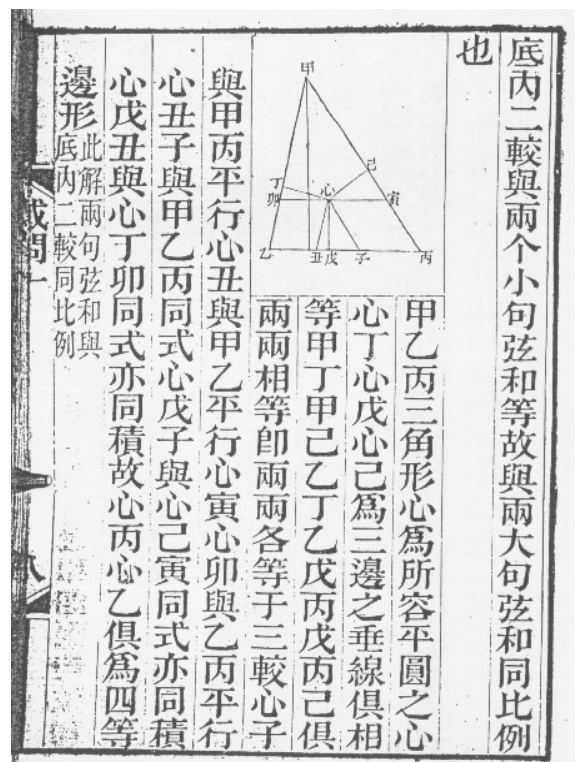 底內二較與兩个小句弦和等故與兩大句弦和同比例
也
甲
己
丁
心
卯
寅
乙
丑
戊
子
丙
甲乙丙三角形心爲所容平圓之心
心丁心戊心己爲三邊之垂線俱相
等甲丁甲己乙丁乙戊丙戊丙己俱
兩兩相等卽兩兩各等于三較心子
與甲丙平行心丑與甲乙平行心寅心卯與乙丙平行
心丑子與甲乙丙同式心戊子與心己寅同式亦同積
心戊丑與心丁卯同式亦同積故心丙心乙俱爲四等
邊形
此解兩句弦和與
底內二較同比例
或問一
八